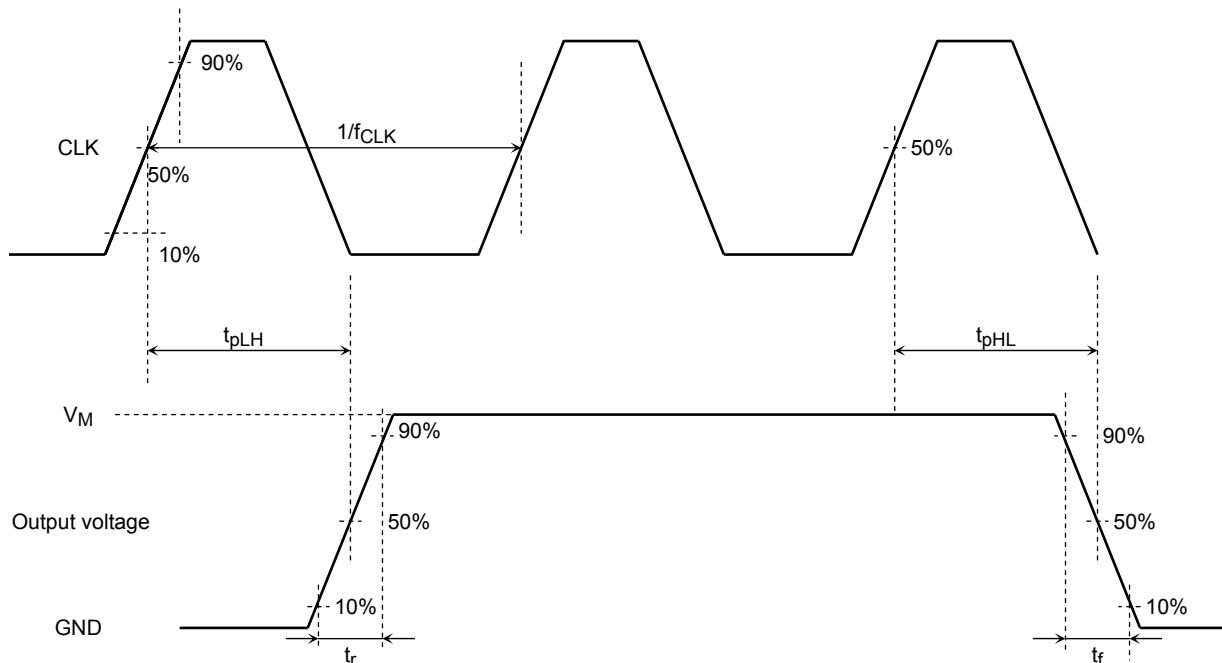 90%
1/fCLK
CLK
50%
50%
10%
tpLH
tpHL
VM
90%
90%
Output voltage
50%
50%
10%
10%
GND
tr
tf